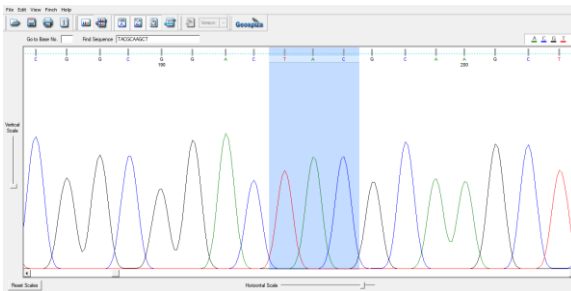 File Edit View Finch Help
Geospiza
Go to Base No. Find Sequence TACGCAAGCT
A C G T
C G G C G G A C T A C G C A A G C T
190 200
Vertical
Scale
Reset Scales Horizontal Scale